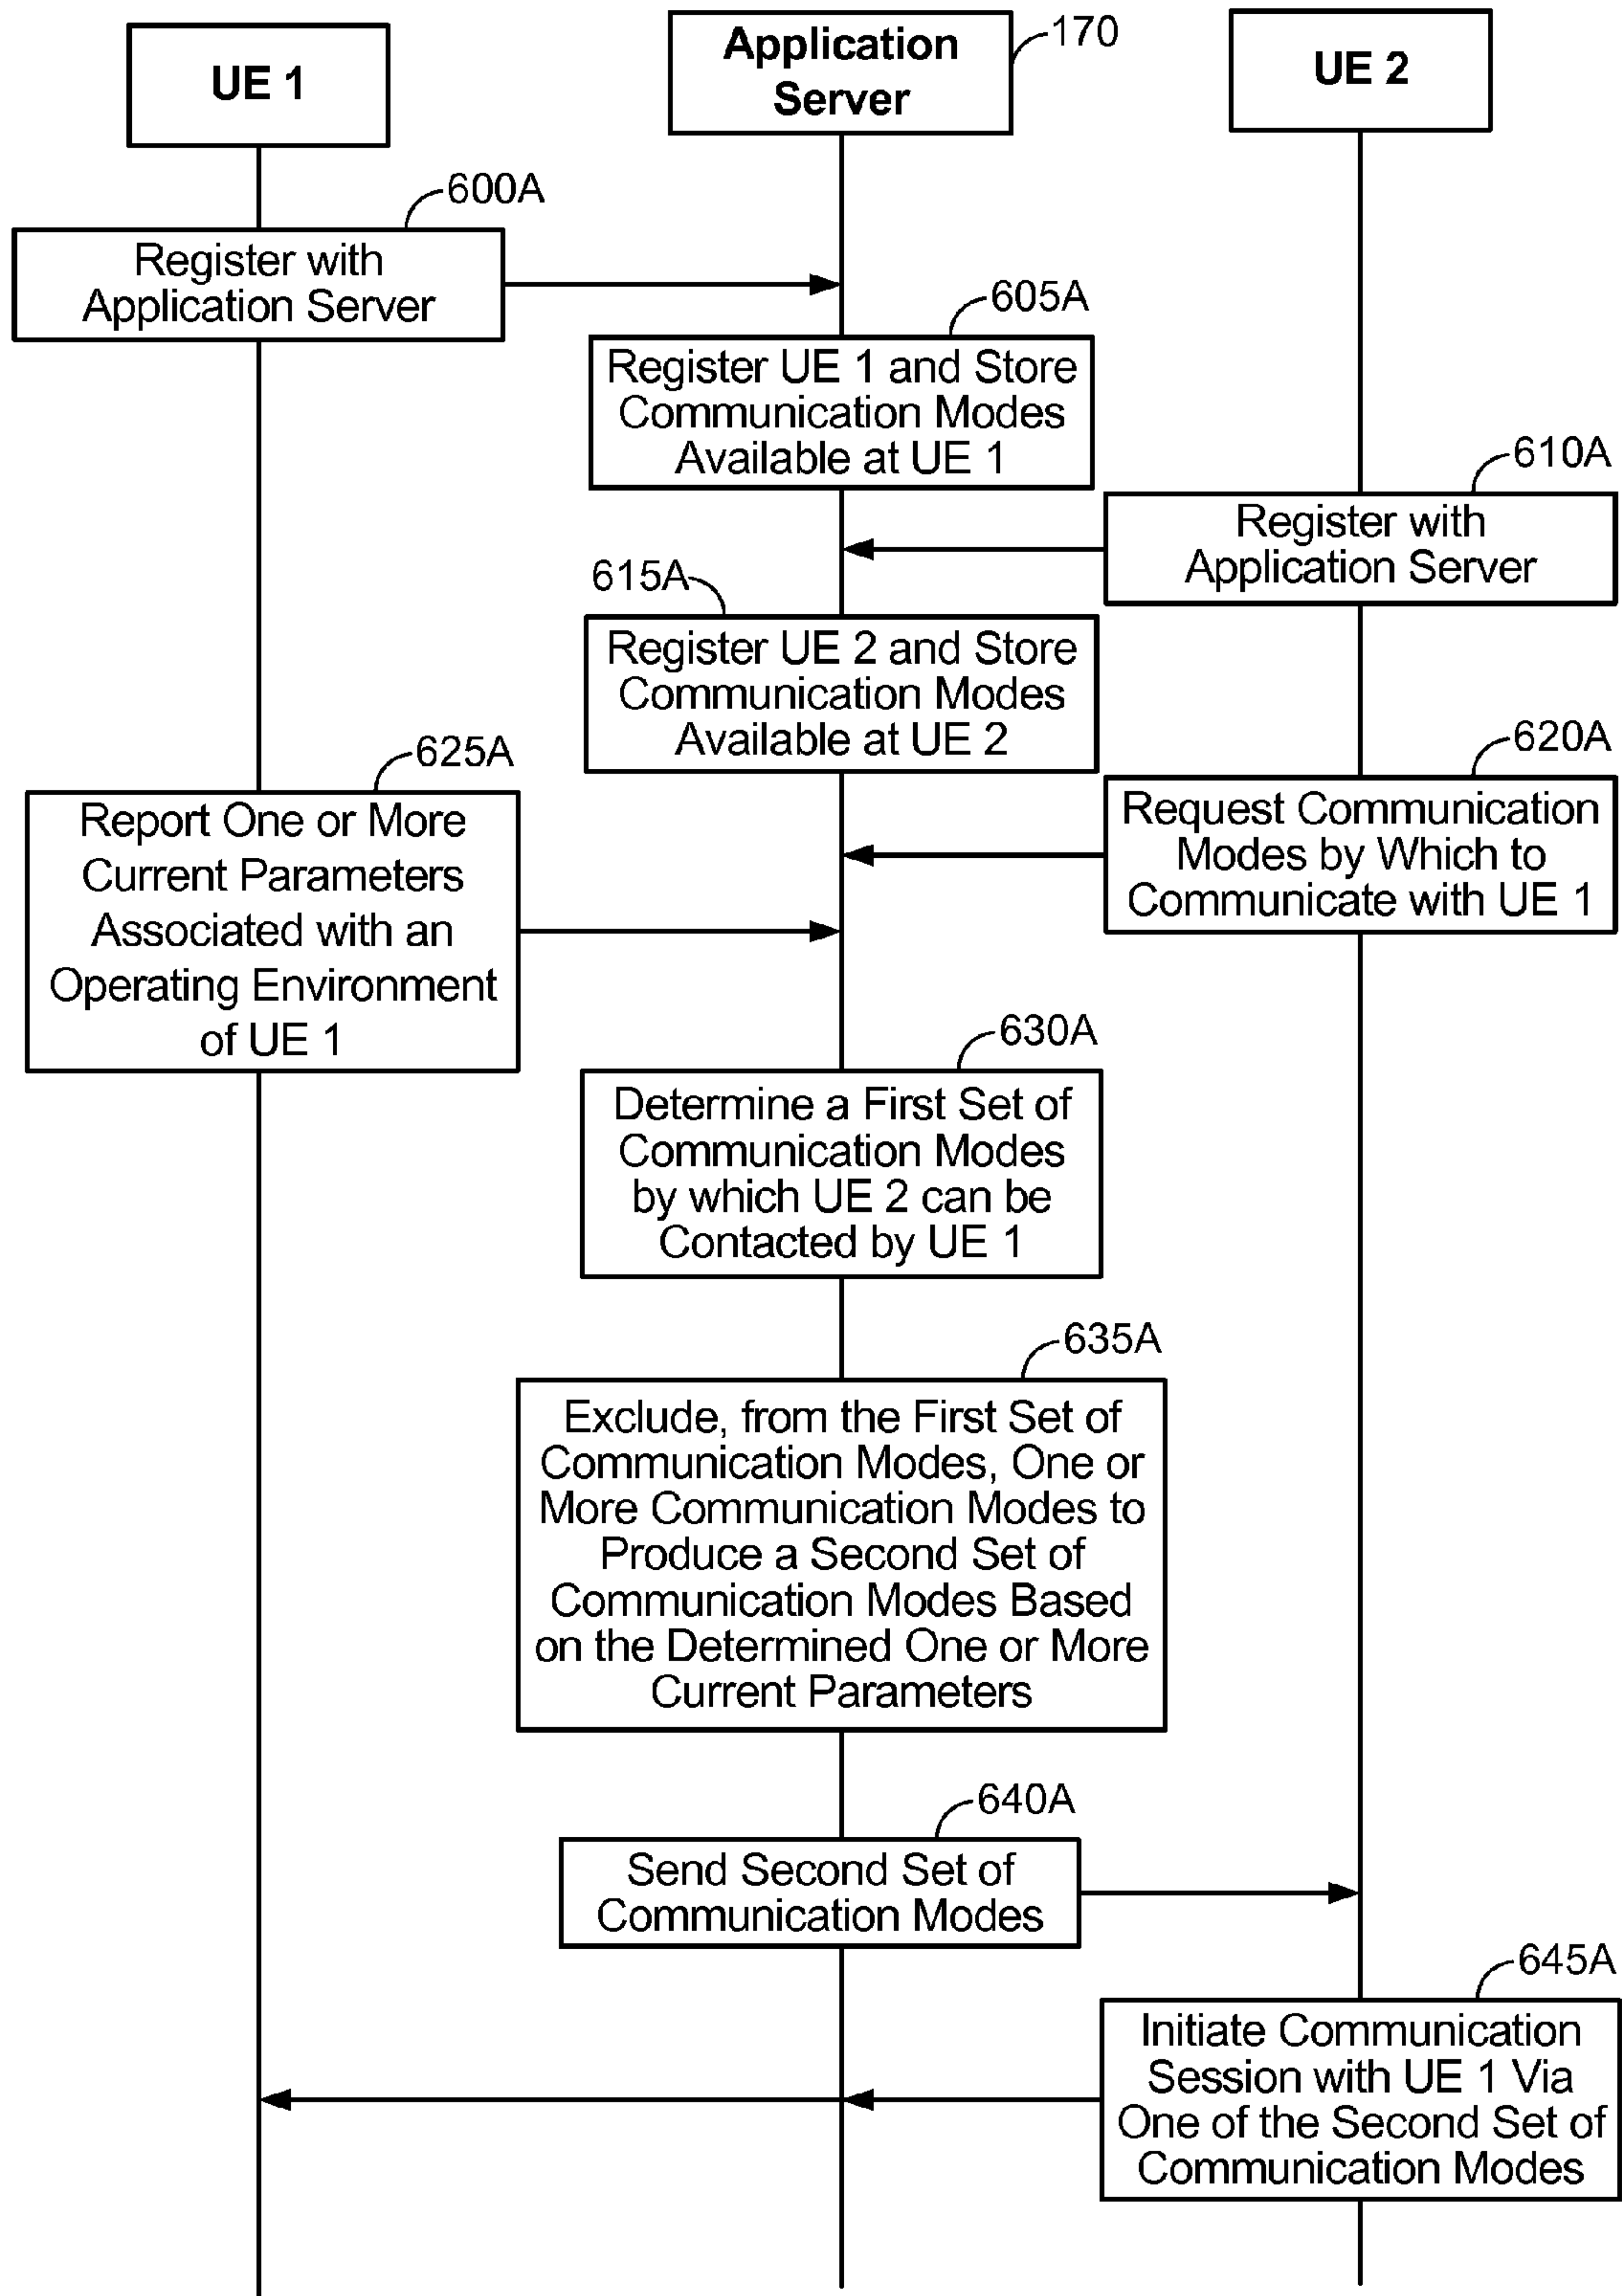 UE 1
Application
Server
170
UE 2
600A
Register with
Application Server
605A
Register UE 1 and Store
Communication Modes
Available at UE 1
610A
Register with
Application Server
615A
Register UE 2 and Store
Communication Modes
Available at UE 2
620A
Request Communication
Modes by Which to
Communicate with UE 1
625A
Report One or More
Current Parameters
Associated with an
Operating Environment
of UE 1
630A
Determine a First Set of
Communication Modes
by which UE 2 can be
Contacted by UE 1
635A
Exclude, from the First Set of
Communication Modes, One or
More Communication Modes to
Produce a Second Set of
Communication Modes Based
on the Determined One or More
Current Parameters
640A
Send Second Set of
Communication Modes
645A
Initiate Communication
Session with UE 1 Via
One of the Second Set of
Communication Modes